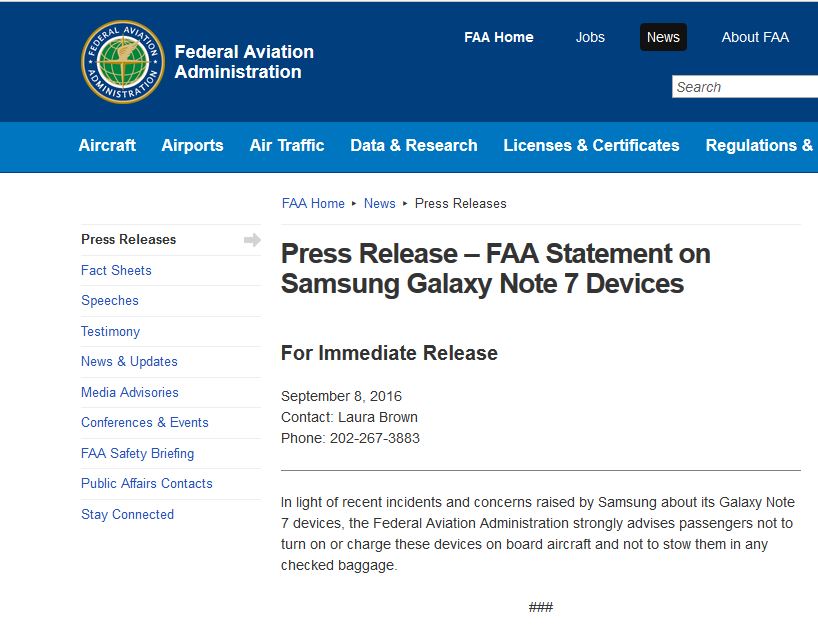 FEDERAL AVIATION
ADMINISTRATION
Federal Aviation
Administration
FAA Home
Jobs
News
About FAA
Search
Aircraft
Airports
Air Traffic
Data & Research
Licenses & Certificates
Regulations &
FAA Home ▸ News ▸ Press Releases
Press Releases
Fact Sheets
Speeches
Testimony
News & Updates
Media Advisories
Conferences & Events
FAA Safety Briefing
Public Affairs Contacts
Stay Connected
Press Release – FAA Statement on
Samsung Galaxy Note 7 Devices
For Immediate Release
September 8, 2016
Contact: Laura Brown
Phone: 202-267-3883
In light of recent incidents and concerns raised by Samsung about its Galaxy Note
7 devices, the Federal Aviation Administration strongly advises passengers not to
turn on or charge these devices on board aircraft and not to stow them in any
checked baggage.
###